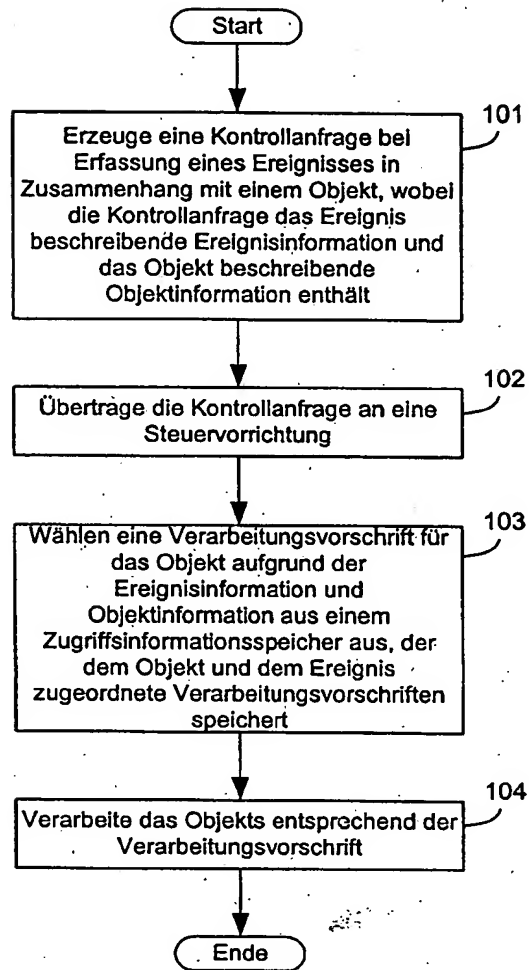 Start
101
Erzeuge eine Kontrollanfrage bei
Erfassung eines Ereignisses in
Zusammenhang mit einem Objekt, wobei
die Kontrollanfrage das Ereignis
beschreibende Ereignisinformation und
das Objekt beschreibende
Objektinformation enthält
102
Übertrage die Kontrollanfrage an eine
Steuervorrichtung
103
Wählen eine Verarbeitungsvorschrift für
das Objekt aufgrund der
Ereignisinformation und
Objektinformation aus einem
Zugriffsinformationsspeicher aus, der
dem Objekt und dem Ereignis
zugeordnete Verarbeitungsvorschriften
speichert
104
Verarbeite das Objekts entsprechend der
Verarbeitungsvorschrift
Ende